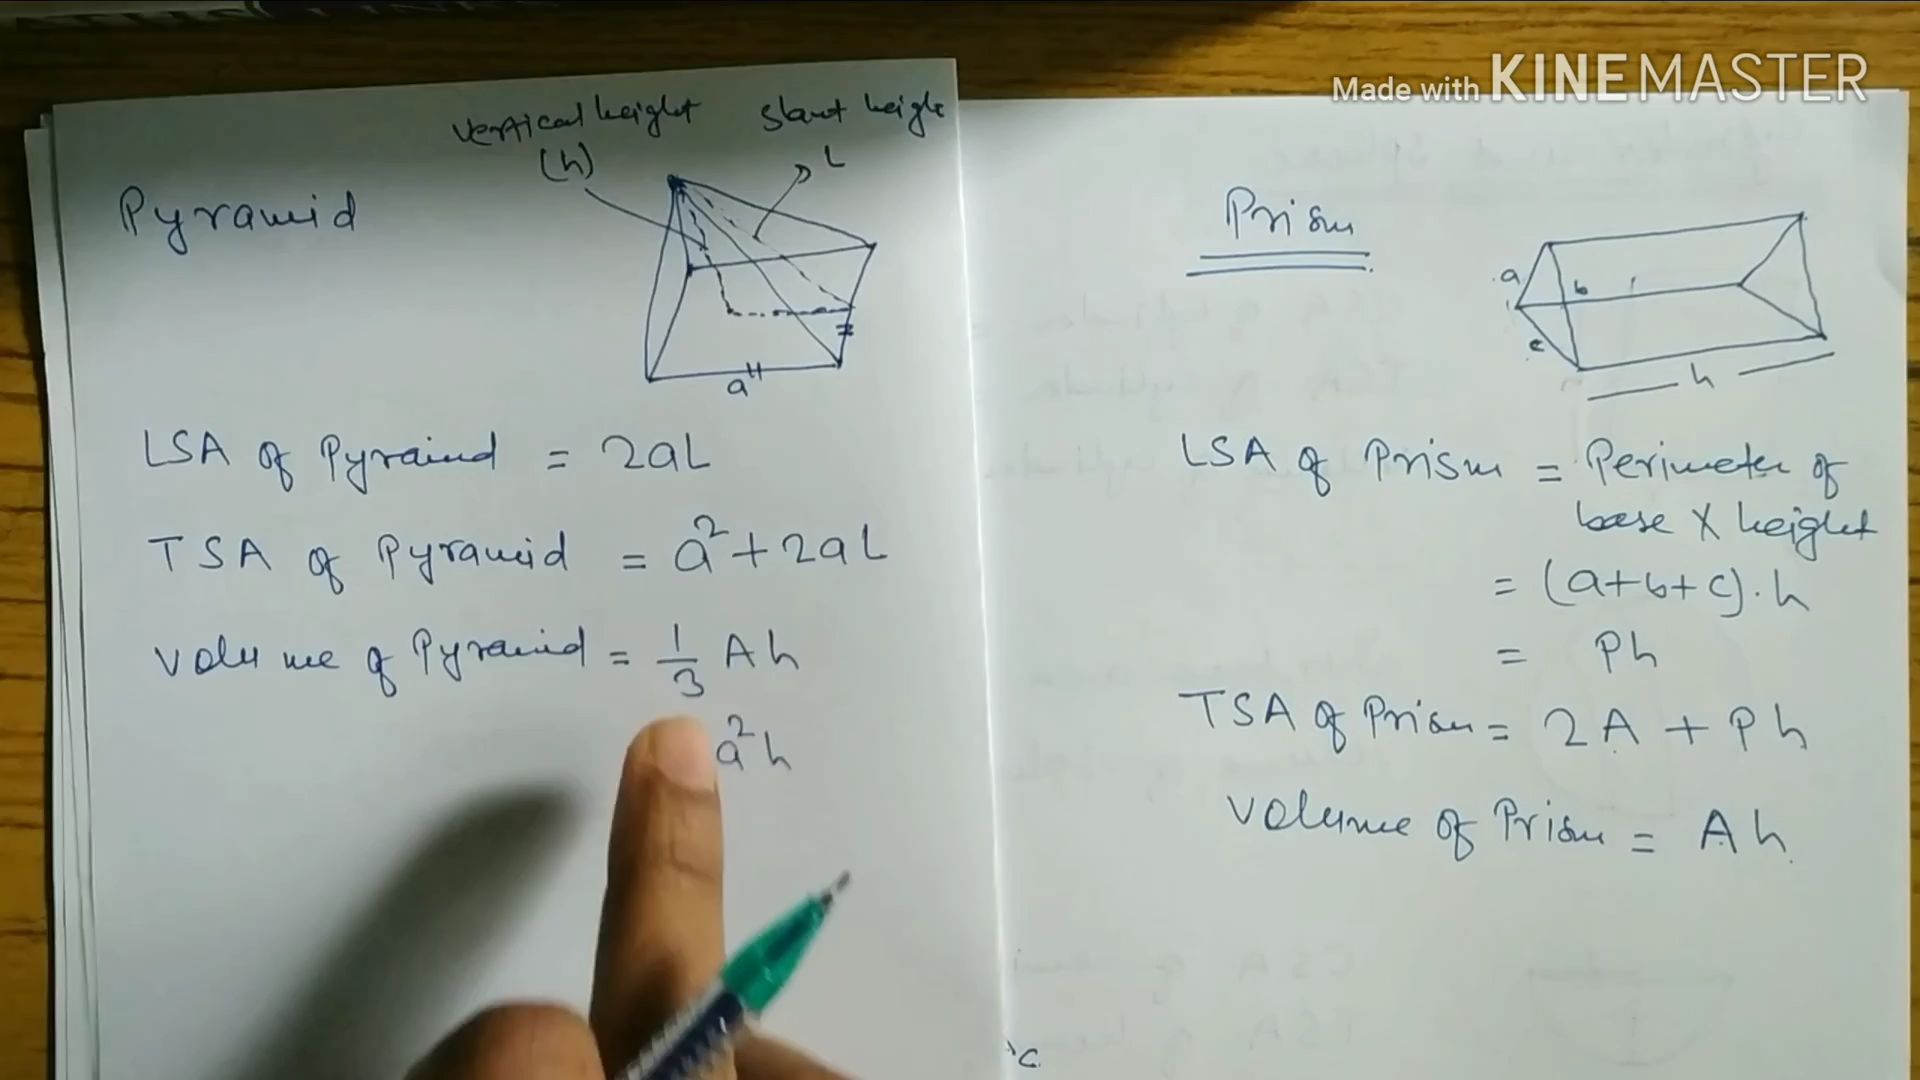 Made with KINEMASTER
Vertical height slant heigh
(h) L
Pyramid
a
LSA of Pyraimd = 2aL
TSA of Pyramid = a² + 2aL
Volume of Pyramid = 1/3 Ah
a²h
Prism
a b
c
h
LSA of Prism = Perimeter of
base X height
= (a+b+c).h
= Ph
TSA of Prism = 2A + Ph
Volume of Prism = Ah